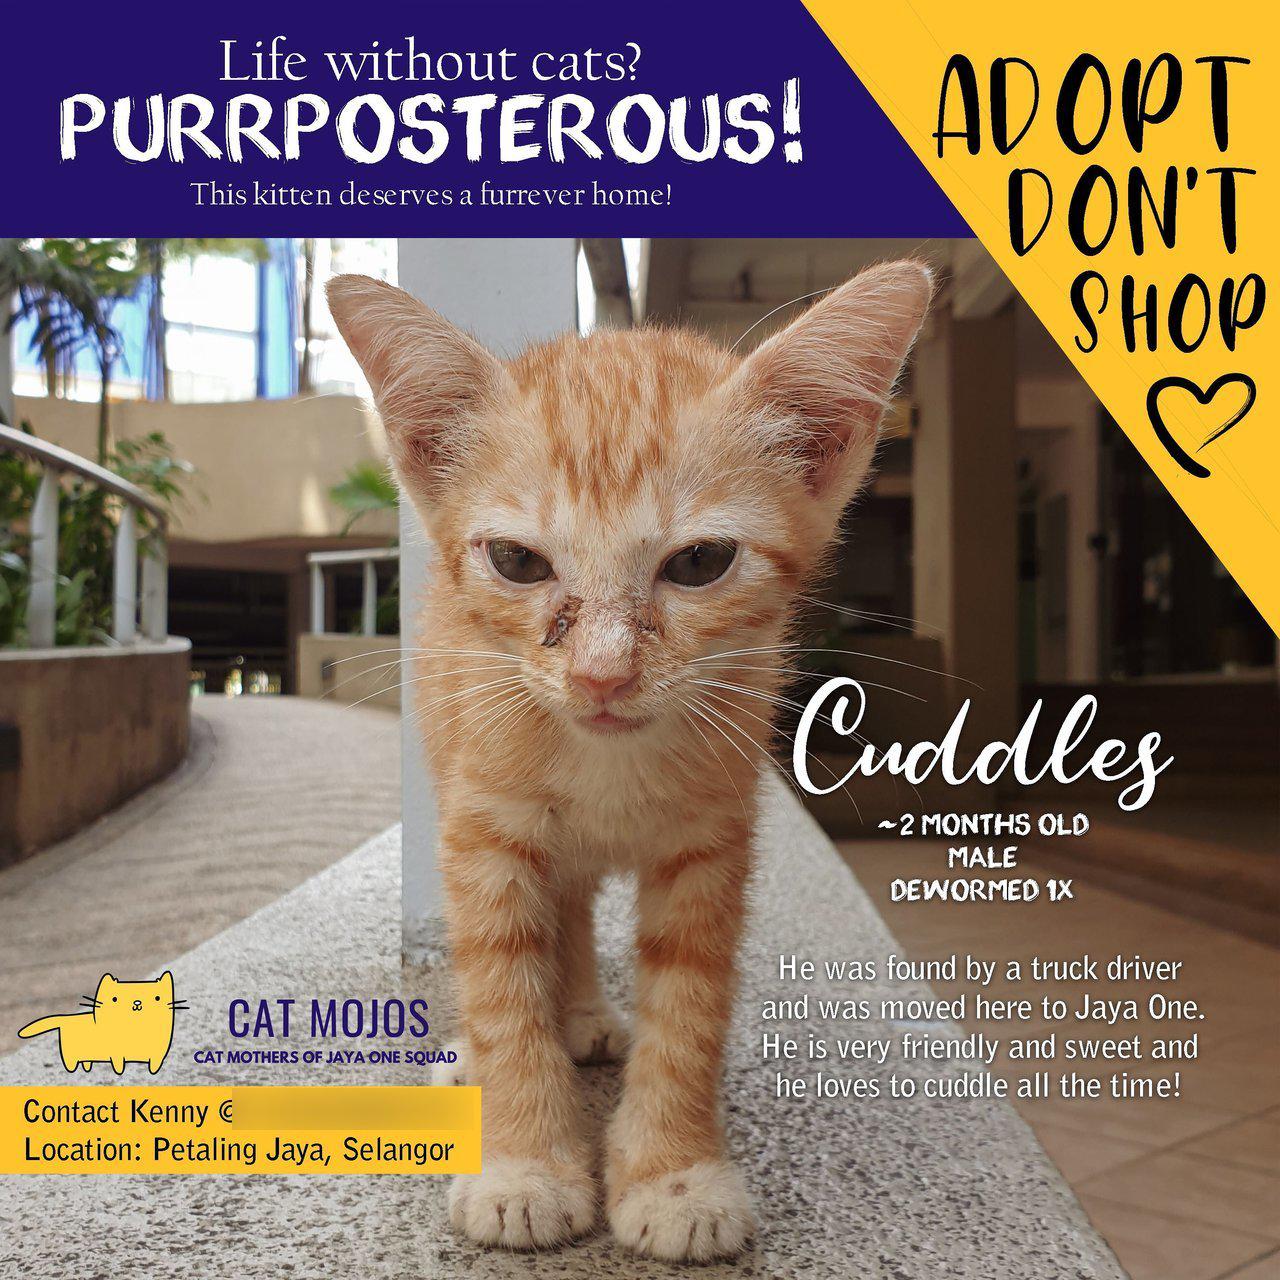 Life without cats?
PURRPOSTEROUS!
This kitten deserves a furrever home!
ADOPT
DON'T
SHOP
Cuddles
~2 MONTHS OLD
MALE
DEWORMED 1X
He was found by a truck driver
and was moved here to Jaya One.
He is very friendly and sweet and
he loves to cuddle all the time!
CAT MOJOS
CAT MOTHERS OF JAYA ONE SQUAD
Contact Kenny @
Location: Petaling Jaya, Selangor